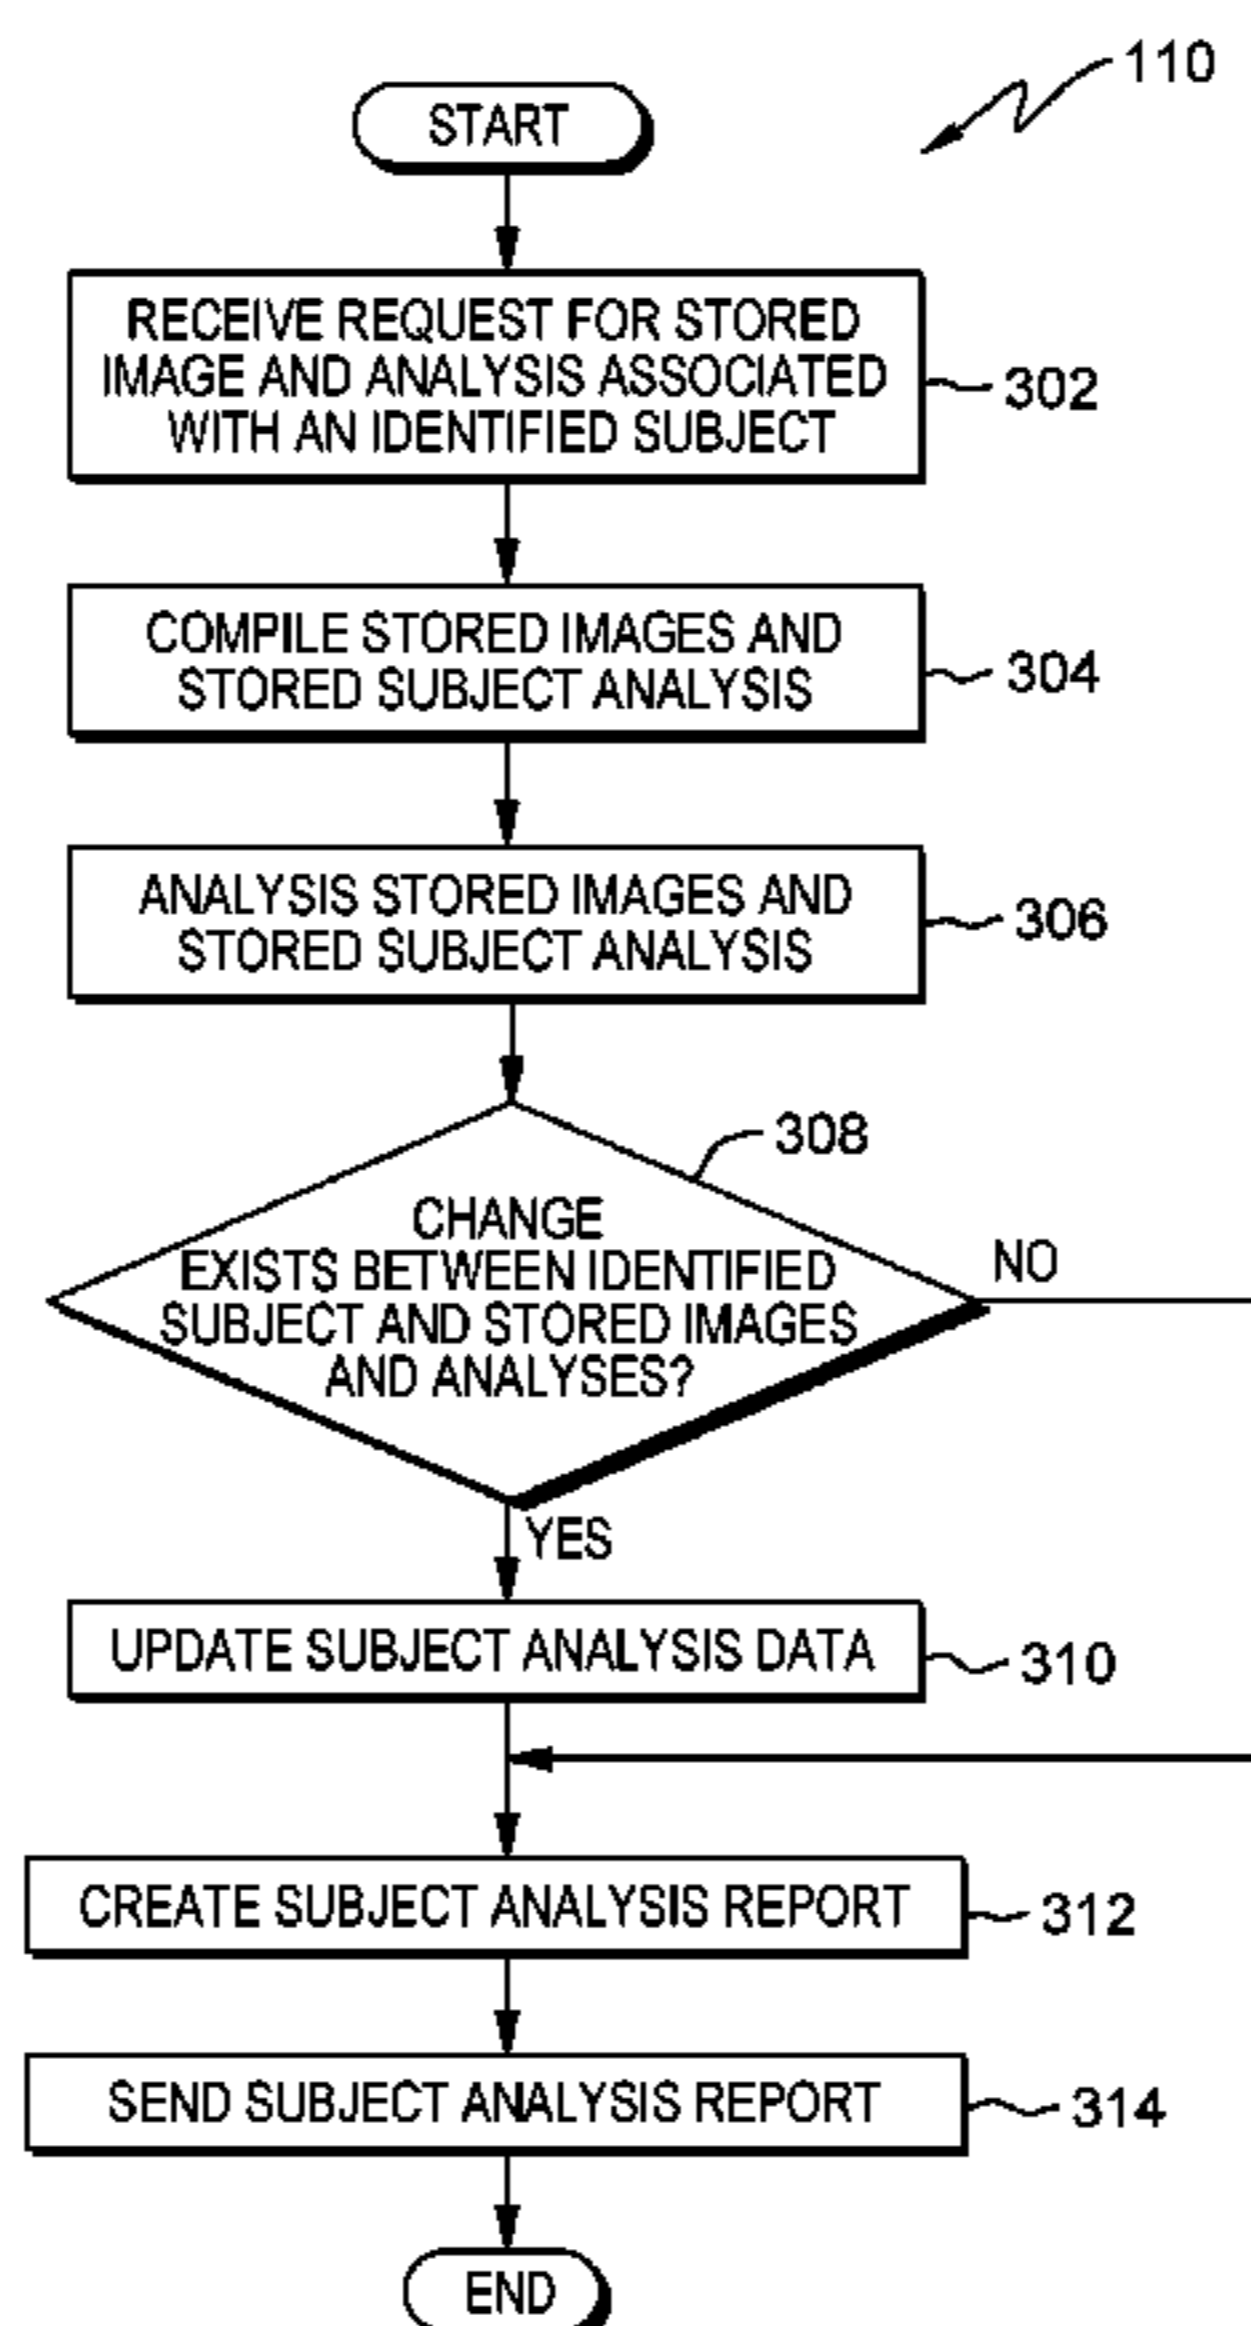 110
START
RECEIVE REQUEST FOR STORED
IMAGE AND ANALYSIS ASSOCIATED
WITH AN IDENTIFIED SUBJECT
302
COMPILE STORED IMAGES AND
STORED SUBJECT ANALYSIS
304
ANALYSIS STORED IMAGES AND
STORED SUBJECT ANALYSIS
306
308
CHANGE
EXISTS BETWEEN IDENTIFIED
SUBJECT AND STORED IMAGES
AND ANALYSES?
NO
YES
UPDATE SUBJECT ANALYSIS DATA
310
CREATE SUBJECT ANALYSIS REPORT
312
SEND SUBJECT ANALYSIS REPORT
314
END